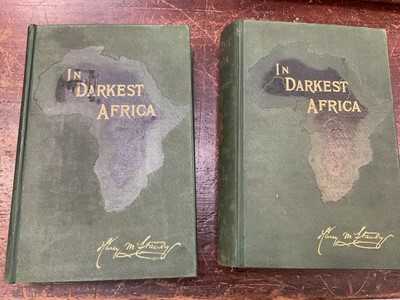 IN
DARKEST
AFRICA
Henry M Stanley
IN
DARKEST
AFRICA
Henry M Stanley